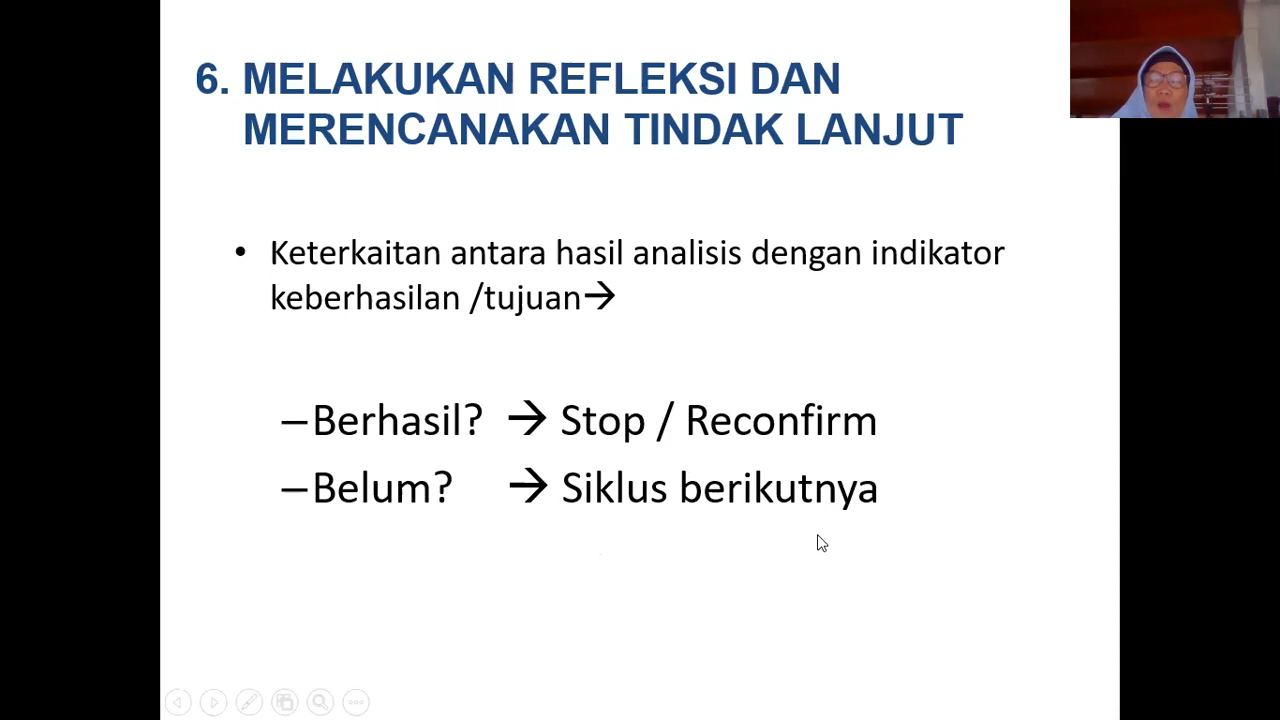 6. MELAKUKAN REFLEKSI DAN
MERENCANAKAN TINDAK LANJUT
• Keterkaitan antara hasil analisis dengan indikator
keberhasilan /tujuan→
–Berhasil? → Stop / Reconfirm
–Belum? → Siklus berikutnya